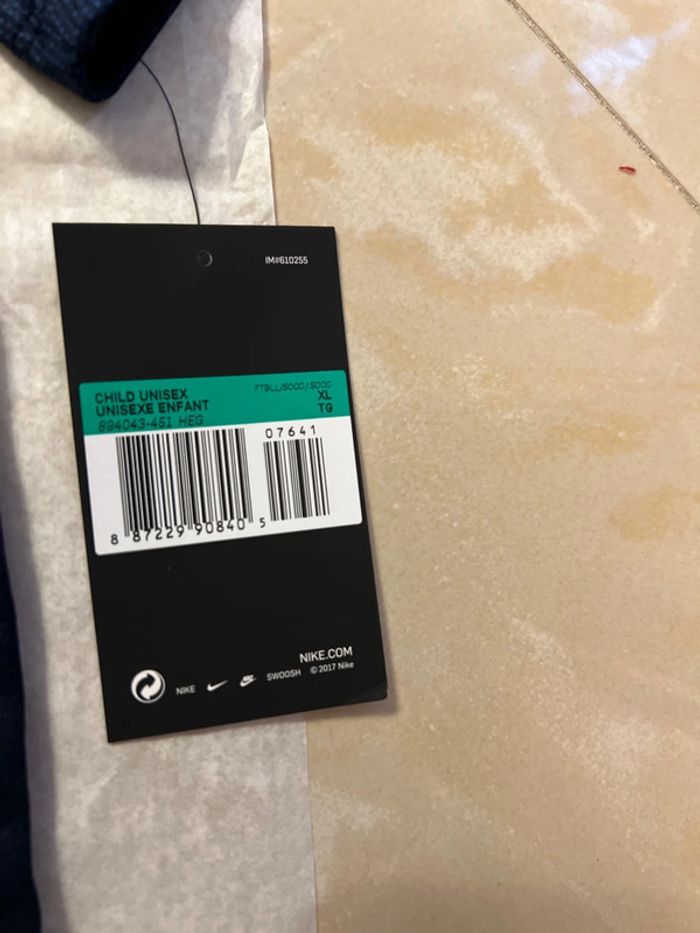 IM#610255
CHILD UNISEX
UNISEXE ENFANT
894043-451 HEG
FTBLL/SOCC/SOCC
XL
TG
07641
8 87229 90840 5
NIKE.COM
NIKE SWOOSH © 2017 Nike